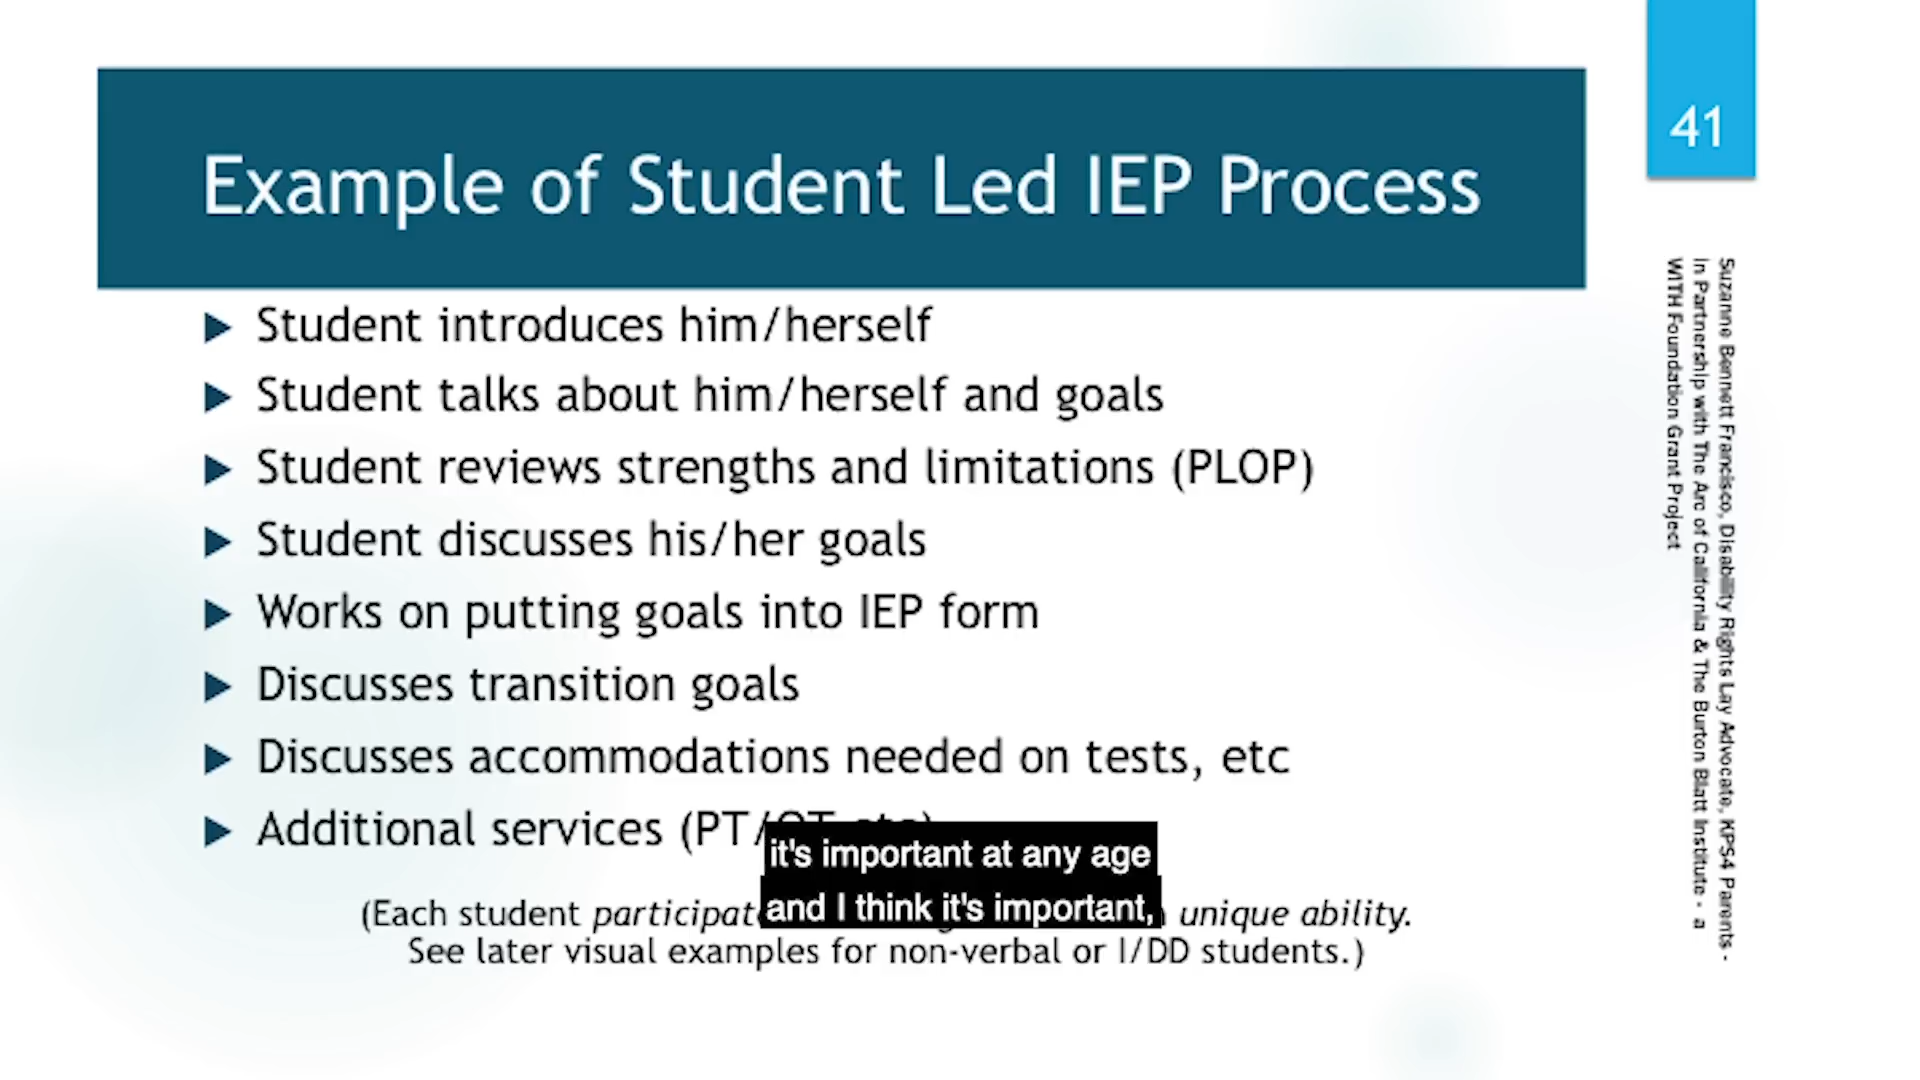 41
Example of Student Led IEP Process
Student introduces him/herself
Student talks about him/herself and goals
Student reviews strengths and limitations (PLOP)
Student discusses his/her goals
Works on putting goals into IEP form
Discusses transition goals
Discusses accommodations needed on tests, etc
Additional services (PT/
it's important at any age
and I think it's important,
(Each student unique ability.
See later visual examples for non-verbal or I/DD students.)
Suzanne Bennett Francisco, Disability Rights Lay Advocate, KPS4 Parents -
in Partnership with The Arc of California & The Burton Blatt Institute - a
WITH Foundation Grant Project